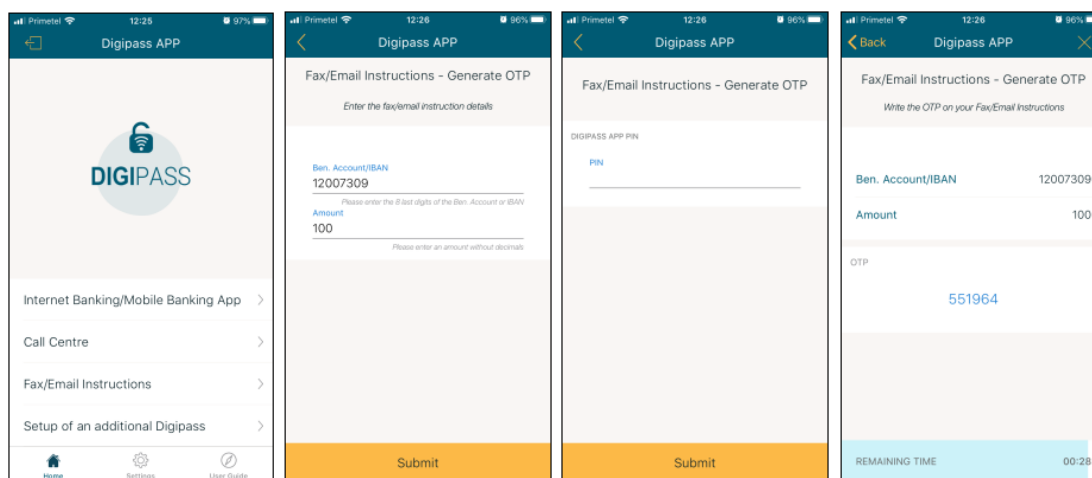 Primetel 12:25 97%
Digipass APP
DIGIPASS
Internet Banking/Mobile Banking App
Call Centre
Fax/Email Instructions
Setup of an additional Digipass
Home Settings User Guide
Primetel 12:26 96%
Digipass APP
Fax/Email Instructions - Generate OTP
Enter the fax/email instruction details
Ben. Account/IBAN
12007309
Please enter the 8 last digits of the Ben. Account or IBAN
Amount
100
Please enter an amount without decimals
Submit
Primetel 12:26 96%
Digipass APP
Fax/Email Instructions - Generate OTP
DIGIPASS APP PIN
PIN
Submit
Primetel 12:26 96%
Back Digipass APP
Fax/Email Instructions - Generate OTP
Write the OTP on your Fax/Email Instructions
Ben. Account/IBAN 12007309
Amount 100
OTP
551964
REMAINING TIME 00:28